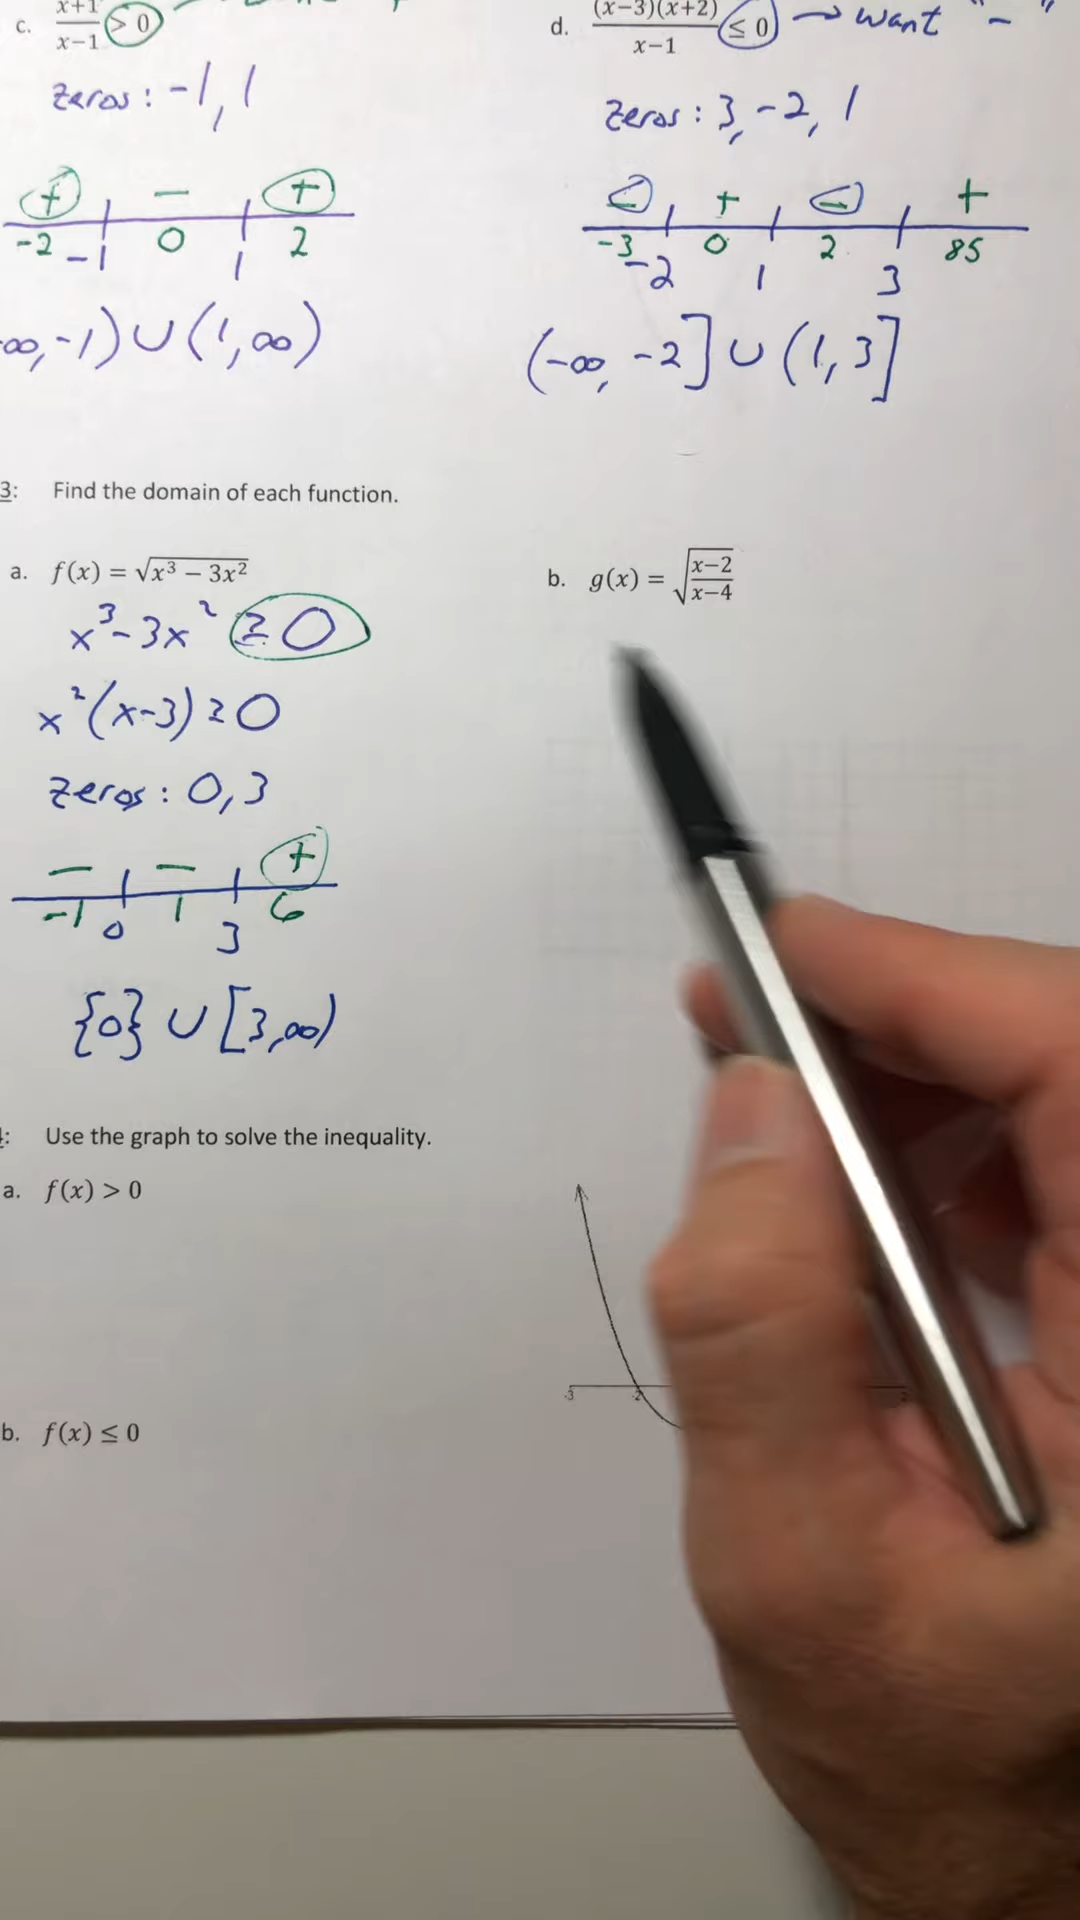 c. x+1/x−1 > 0
zeros: -1, 1
+ − +
-2 -1 0 1 2
∞, -1) ∪ (1, ∞)
d. (x−3)(x+2)/x−1 ≤ 0 → want "-"
zeros: 3, -2, 1
- + - +
-3 0 2 85
-2 1 3
(-∞, -2] ∪ (1, 3]
3: Find the domain of each function.
a. f(x) = √x³ − 3x²
x³ - 3x² ≥ 0
x²(x-3) ≥ 0
zeros: 0, 3
− − +
-1 0 1 3 6
{0} ∪ [3, ∞)
b. g(x) = √x−2/x−4
Use the graph to solve the inequality.
a. f(x) > 0
-3 -2
b. f(x) ≤ 0